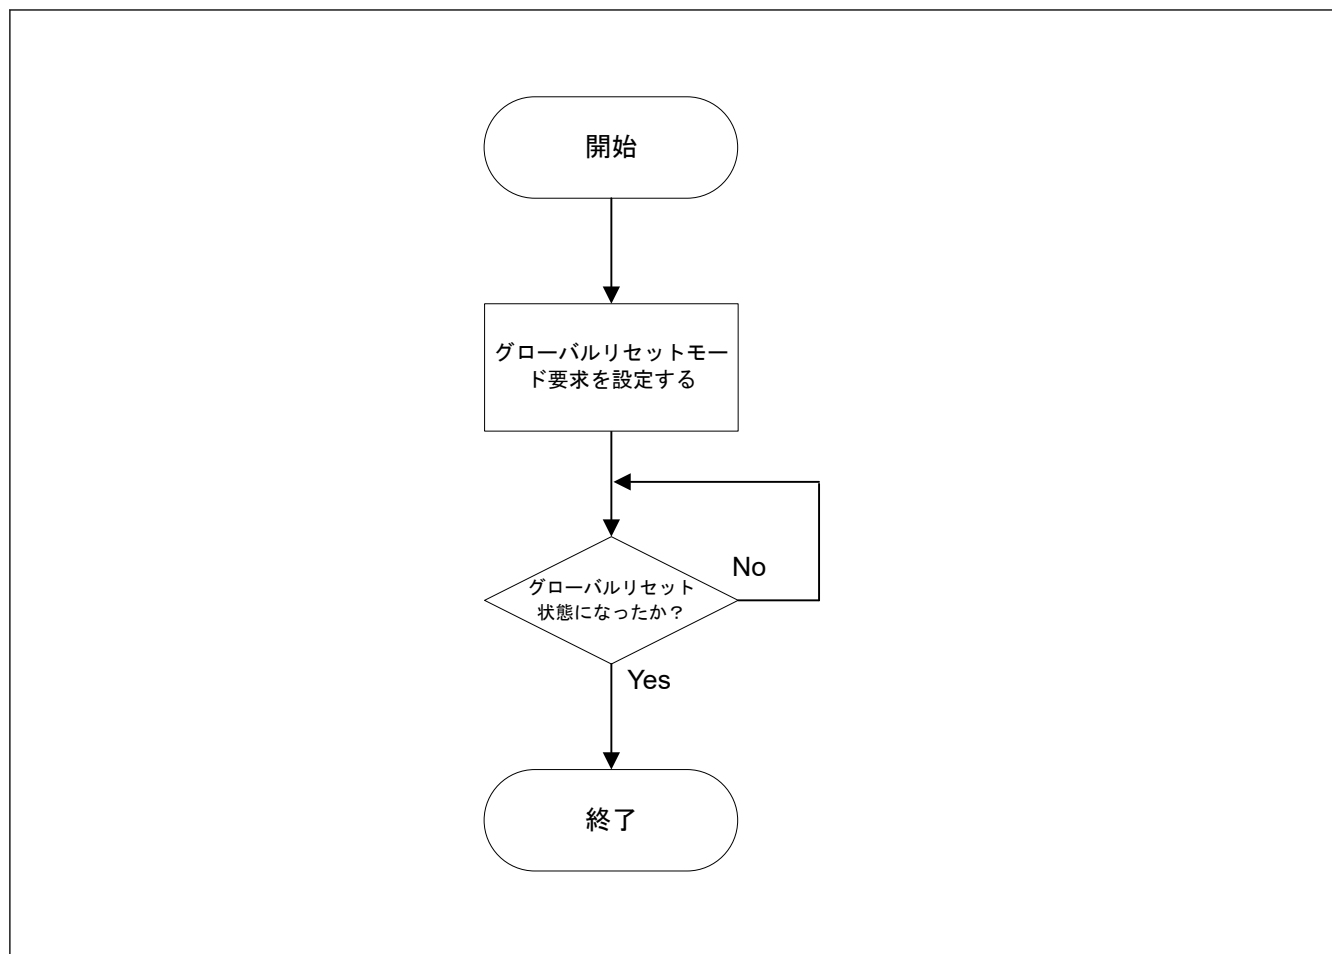 開始
グローバルリセットモー
ド要求を設定する
No
グローバルリセット
状態になったか？
Yes
終了